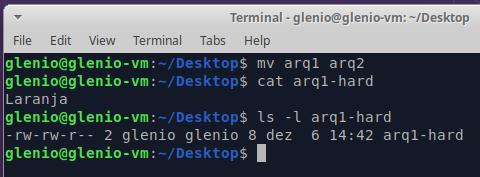 Terminal - glenio@glenio-vm: ~/Desktop
File Edit View Terminal Tabs Help
glenio@glenio-vm:~/Desktop$ mv arq1 arq2
glenio@glenio-vm:~/Desktop$ cat arq1-hard
Laranja
glenio@glenio-vm:~/Desktop$ ls -l arq1-hard
-rw-rw-r-- 2 glenio glenio 8 dez  6 14:42 arq1-hard
glenio@glenio-vm:~/Desktop$